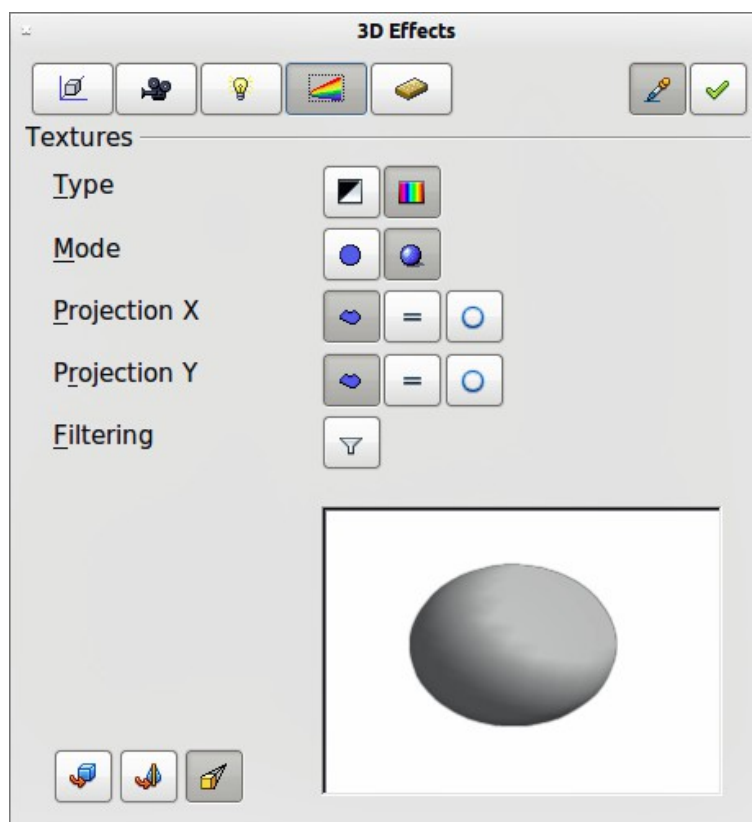 3D Effects
Textures
Type
Mode
Projection X
Projection Y
Filtering